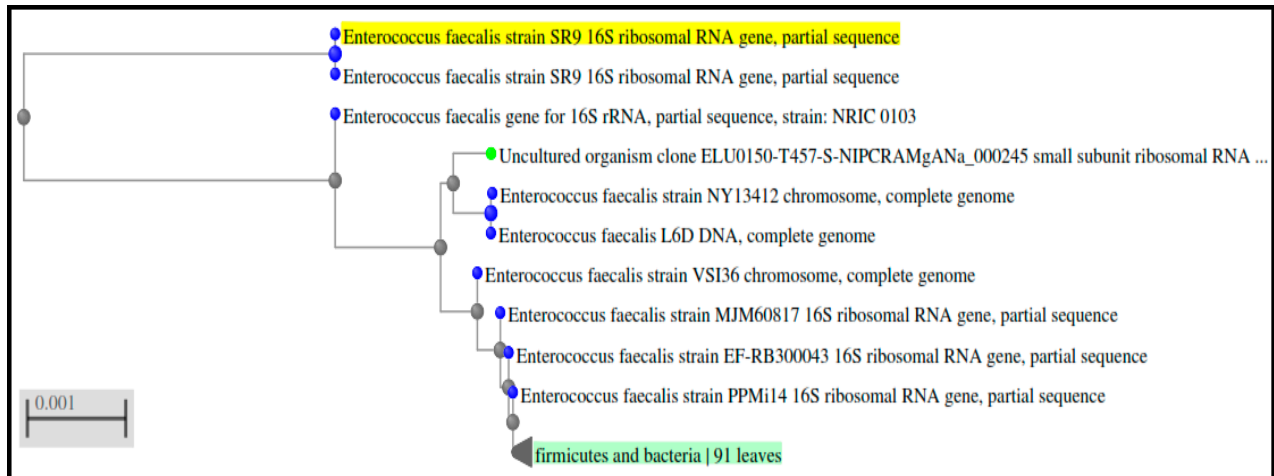 Enterococcus faecalis strain SR9 16S ribosomal RNA gene, partial sequence
Enterococcus faecalis strain SR9 16S ribosomal RNA gene, partial sequence
Enterococcus faecalis gene for 16S rRNA, partial sequence, strain: NRIC 0103
Uncultured organism clone ELU0150-T457-S-NIPCRAMgANa_000245 small subunit ribosomal RNA ...
Enterococcus faecalis strain NY13412 chromosome, complete genome
Enterococcus faecalis L6D DNA, complete genome
Enterococcus faecalis strain VSI36 chromosome, complete genome
Enterococcus faecalis strain MJM60817 16S ribosomal RNA gene, partial sequence
Enterococcus faecalis strain EF-RB300043 16S ribosomal RNA gene, partial sequence
Enterococcus faecalis strain PPMi14 16S ribosomal RNA gene, partial sequence
0.001
firmicutes and bacteria | 91 leaves